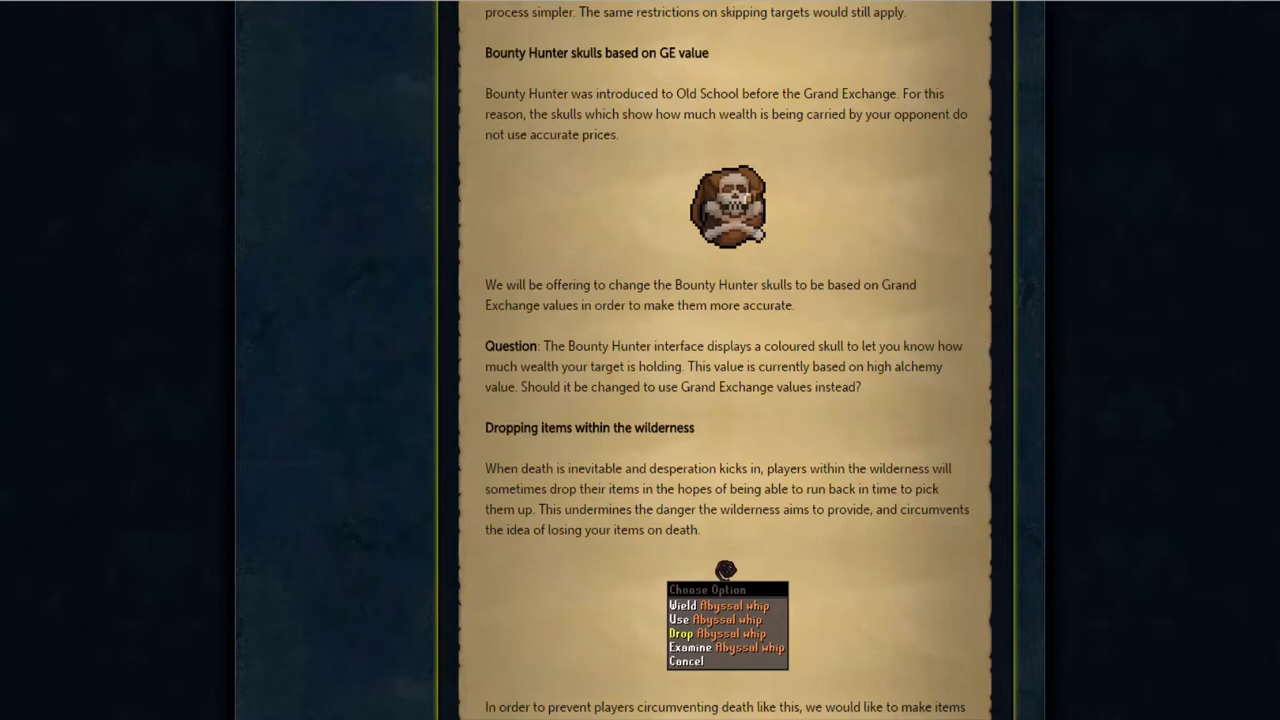 process simpler. The same restrictions on skipping targets would still apply.
Bounty Hunter skulls based on GE value
Bounty Hunter was introduced to Old School before the Grand Exchange. For this
reason, the skulls which show how much wealth is being carried by your opponent do
not use accurate prices.
We will be offering to change the Bounty Hunter skulls to be based on Grand
Exchange values in order to make them more accurate.
Question: The Bounty Hunter interface displays a coloured skull to let you know how
much wealth your target is holding. This value is currently based on high alchemy
value. Should it be changed to use Grand Exchange values instead?
Dropping items within the wilderness
When death is inevitable and desperation kicks in, players within the wilderness will
sometimes drop their items in the hopes of being able to run back in time to pick
them up. This undermines the danger the wilderness aims to provide, and circumvents
the idea of losing your items on death.
Choose Option
Wield Abyssal whip
Use Abyssal whip
Drop Abyssal whip
Examine Abyssal whip
Cancel
In order to prevent players circumventing death like this, we would like to make items